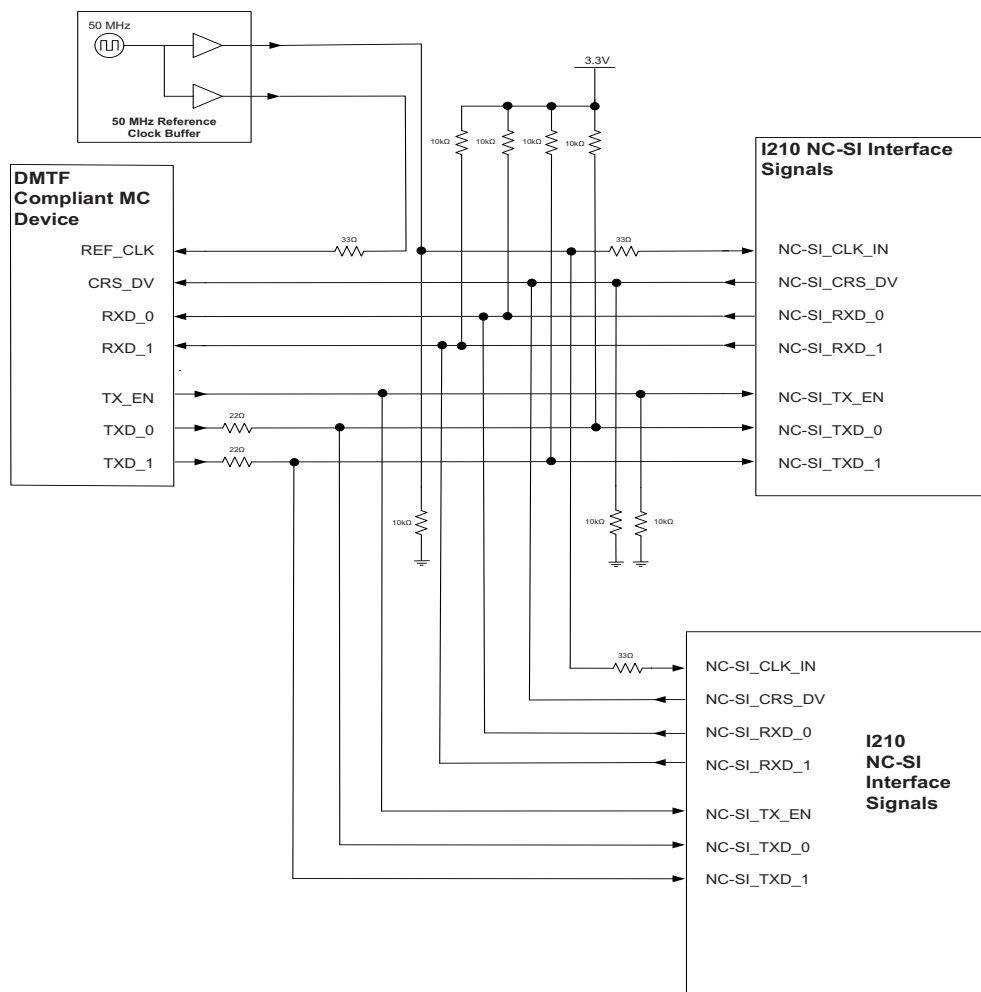 50 MHz
50 MHz Reference
Clock Buffer
3.3V
10kΩ
10kΩ
10kΩ
10kΩ
DMTF
Compliant MC
Device
REF_CLK
CRS_DV
RXD_0
RXD_1
TX_EN
TXD_0
TXD_1
33Ω
33Ω
22Ω
22Ω
I210 NC-SI Interface
Signals
NC-SI_CLK_IN
NC-SI_CRS_DV
NC-SI_RXD_0
NC-SI_RXD_1
NC-SI_TX_EN
NC-SI_TXD_0
NC-SI_TXD_1
10kΩ
10kΩ
10kΩ
33Ω
NC-SI_CLK_IN
NC-SI_CRS_DV
NC-SI_RXD_0
NC-SI_RXD_1
NC-SI_TX_EN
NC-SI_TXD_0
NC-SI_TXD_1
I210
NC-SI
Interface
Signals